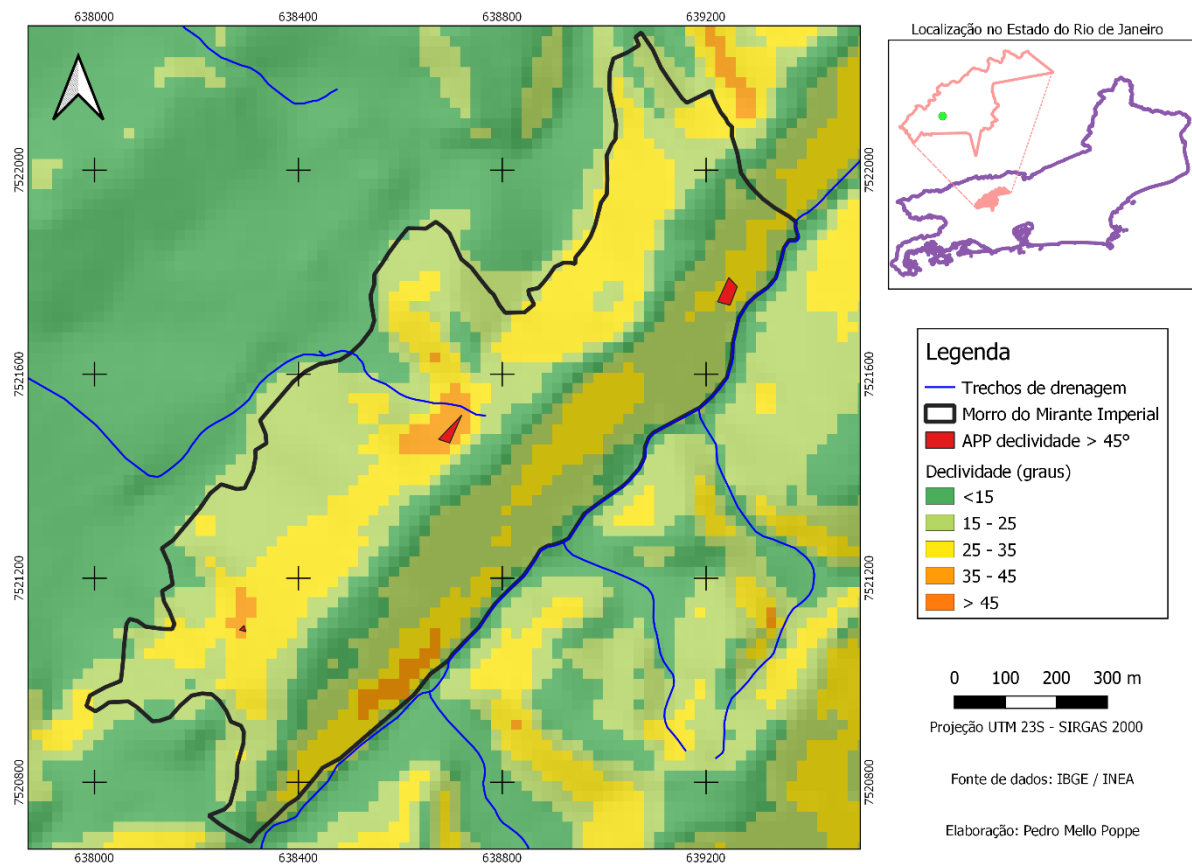 638000
638400
638800
639200
7522000
7521600
7521200
7520800
7522000
7521600
7521200
7520800
638000
638400
638800
639200
Localização no Estado do Rio de Janeiro
Legenda
Trechos de drenagem
Morro do Mirante Imperial
APP declividade > 45°
Declividade (graus)
<15
15 - 25
25 - 35
35 - 45
> 45
0 100 200 300 m
Projeção UTM 23S - SIRGAS 2000
Fonte de dados: IBGE / INEA
Elaboração: Pedro Mello Poppe